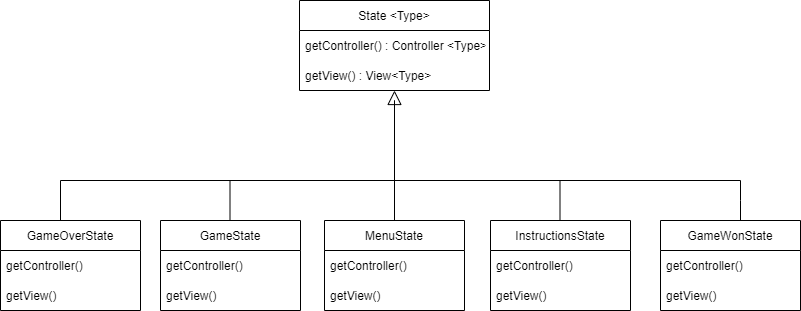 State <Type>
getController() : Controller <Type>
getView() : View<Type>
GameOverState
getController()
getView()
GameState
getController()
getView()
MenuState
getController()
getView()
InstructionsState
getController()
getView()
GameWonState
getController()
getView()